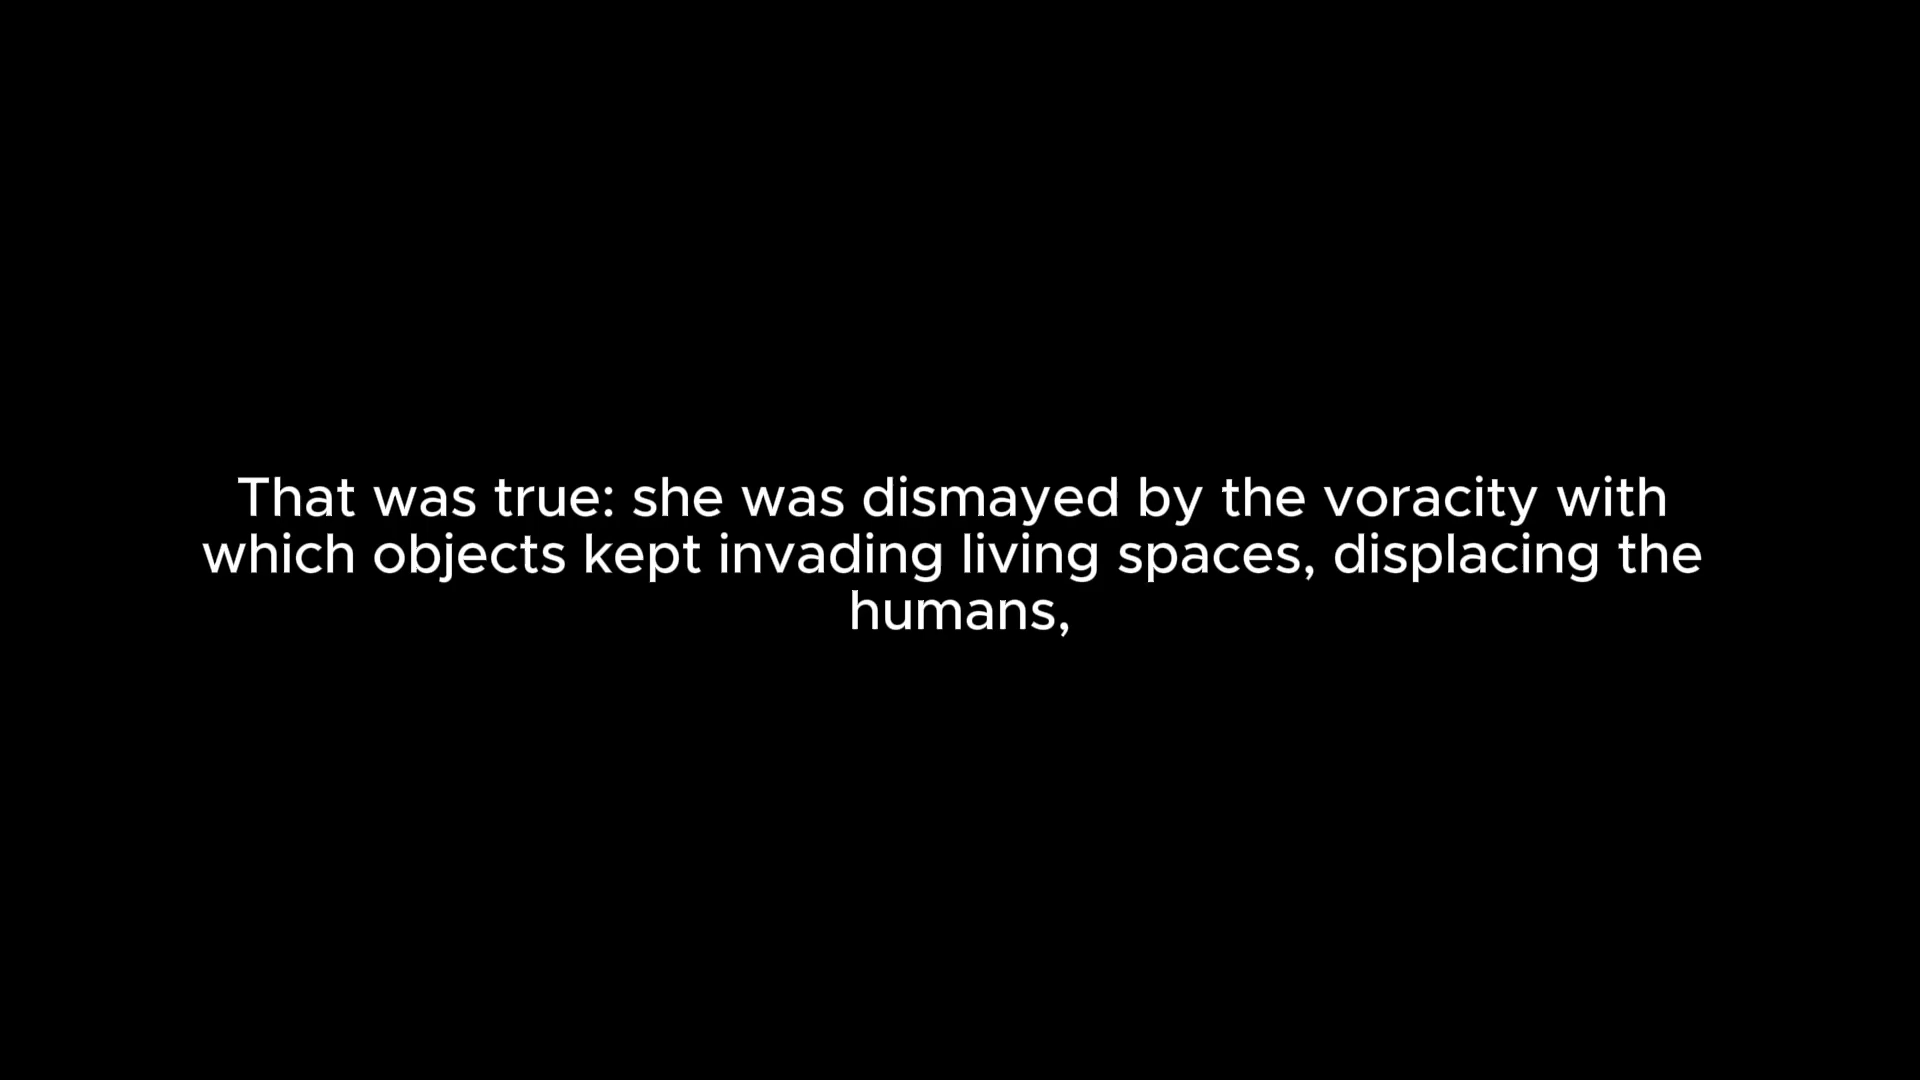 That was true: she was dismayed by the voracity with
which objects kept invading living spaces, displacing the
humans,